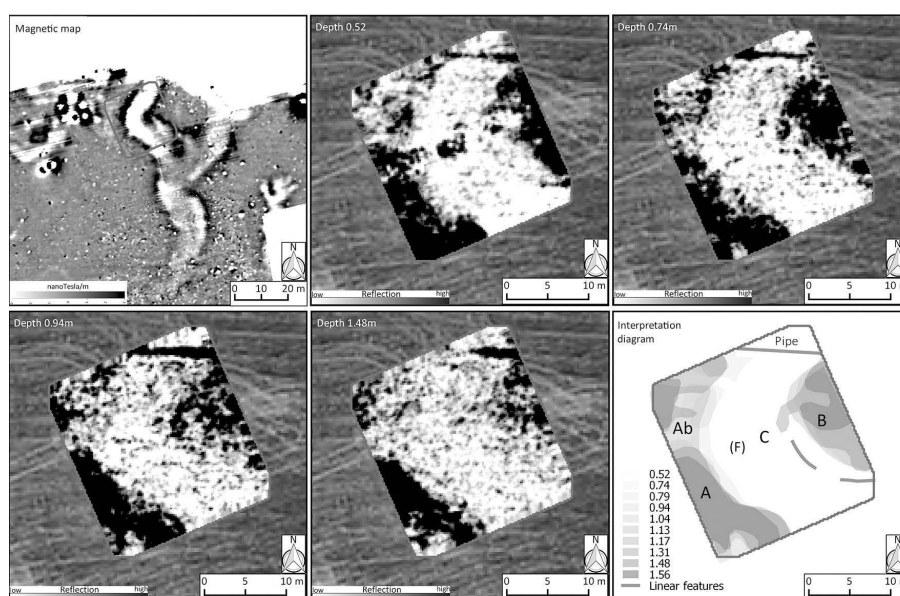 Magnetic map
nanoTesla/m
N
0 10 20 m
Depth 0.52
low Reflection high
N
0 5 10 m
Depth 0.74m
low Reflection high
N
0 5 10 m
Depth 0.94m
low Reflection high
N
0 5 10 m
Depth 1.48m
low Reflection high
N
0 5 10 m
Interpretation
diagram
Pipe
Ab
B
C
(F)
A
0.52
0.74
0.79
0.94
1.04
1.13
1.17
1.31
1.48
1.56
Linear features
N
0 5 10 m